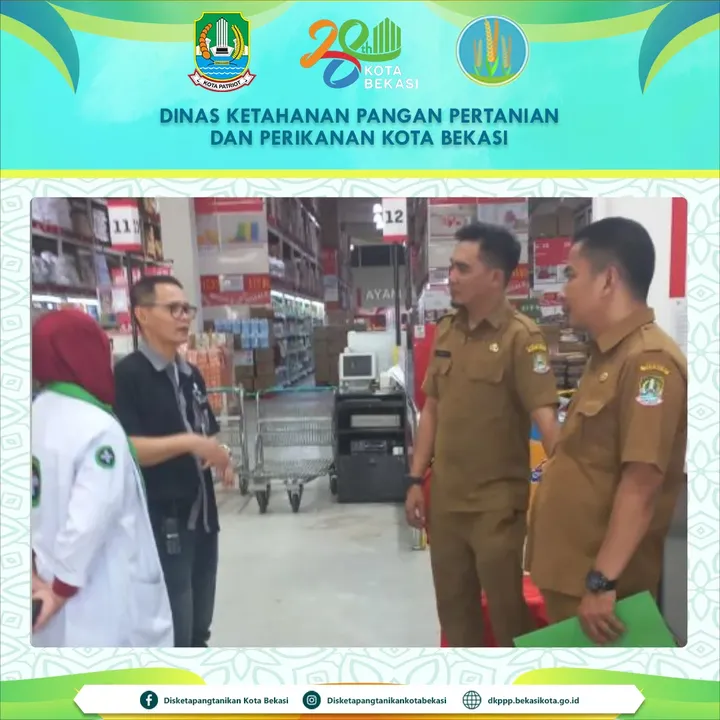 KOTA PATRIOT
28th
KOTA
BEKASI
DINAS KETAHANAN PANGAN PERTANIAN
DAN PERIKANAN KOTA BEKASI
11
12
AYAM
Disketapangtanikan Kota Bekasi
Disketapangtanikankotabekasi
dkppp.bekasikota.go.id